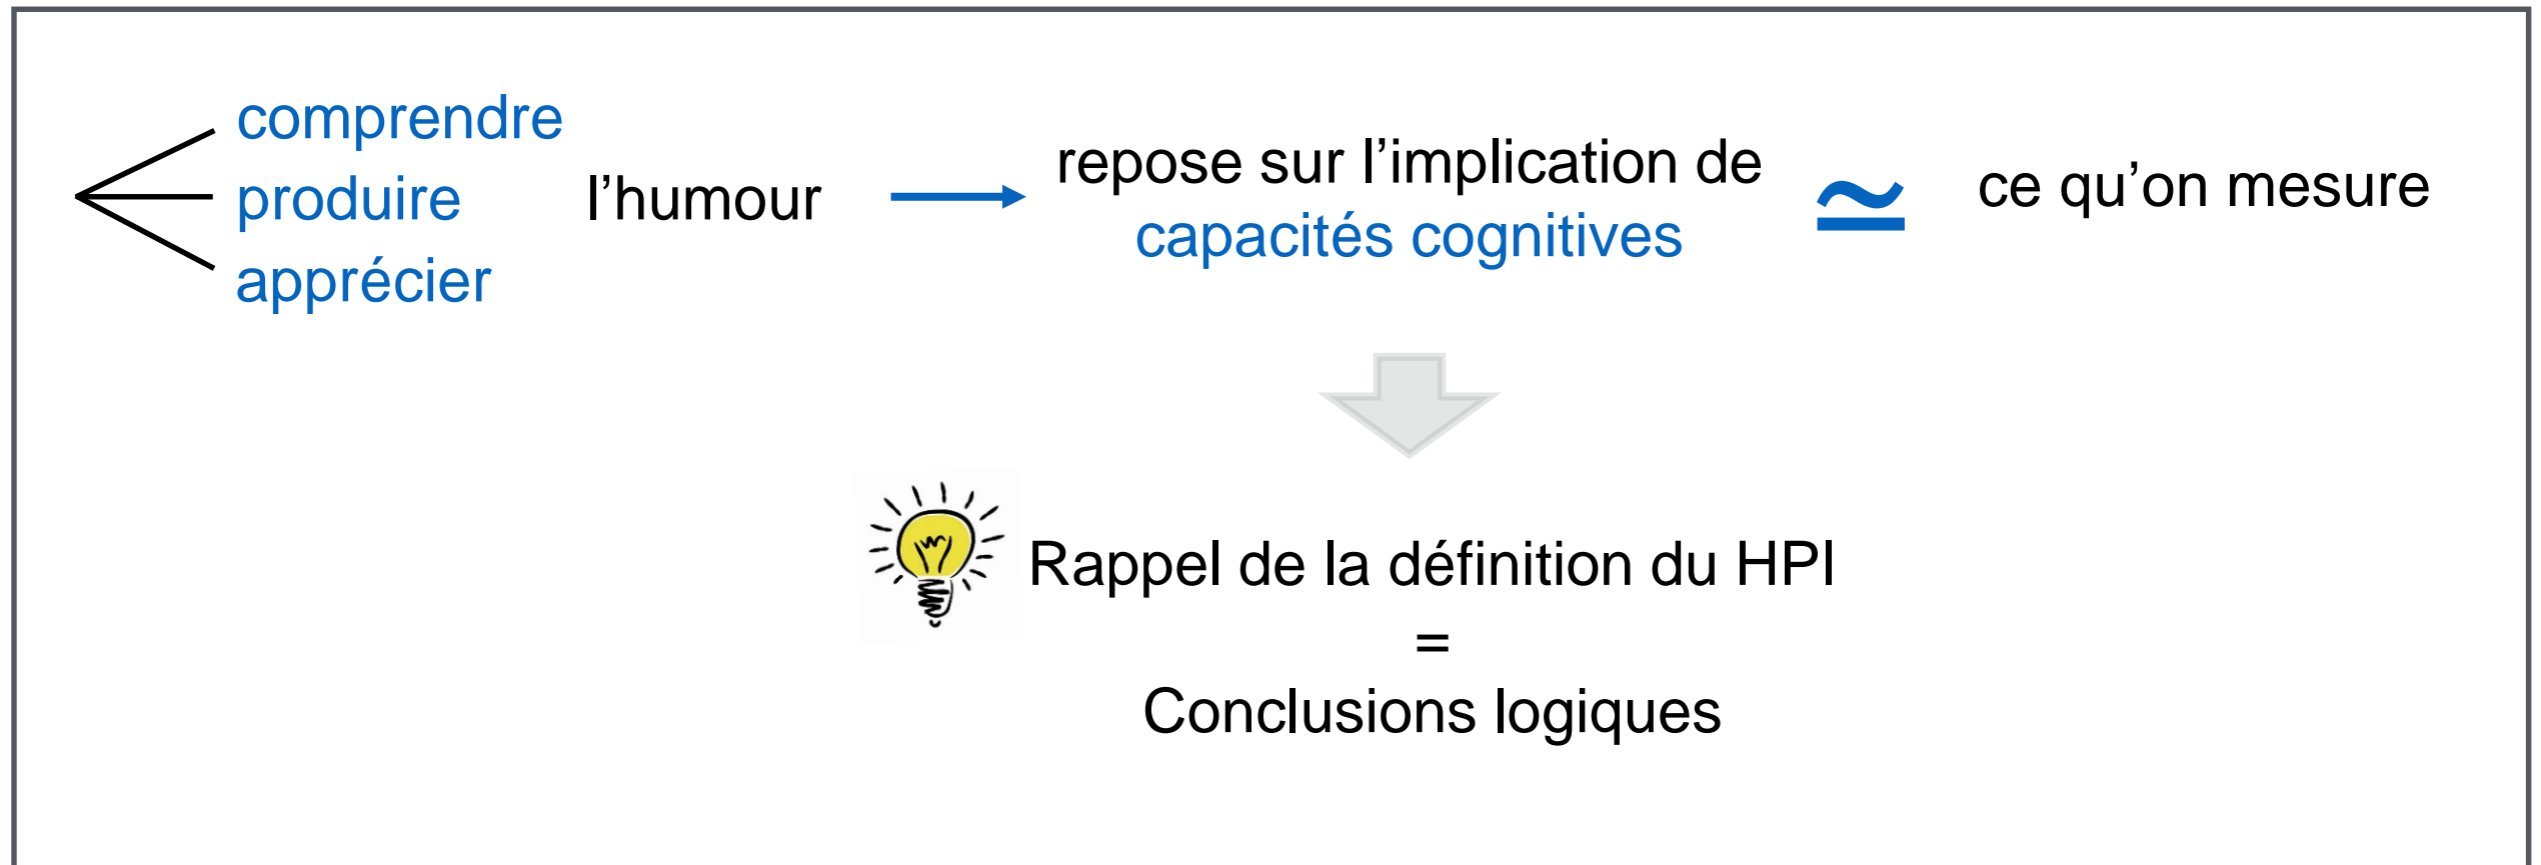 comprendre
produire
apprécier
l’humour
repose sur l’implication de
capacités cognitives
≅
ce qu’on mesure
Rappel de la définition du HPI
=
Conclusions logiques